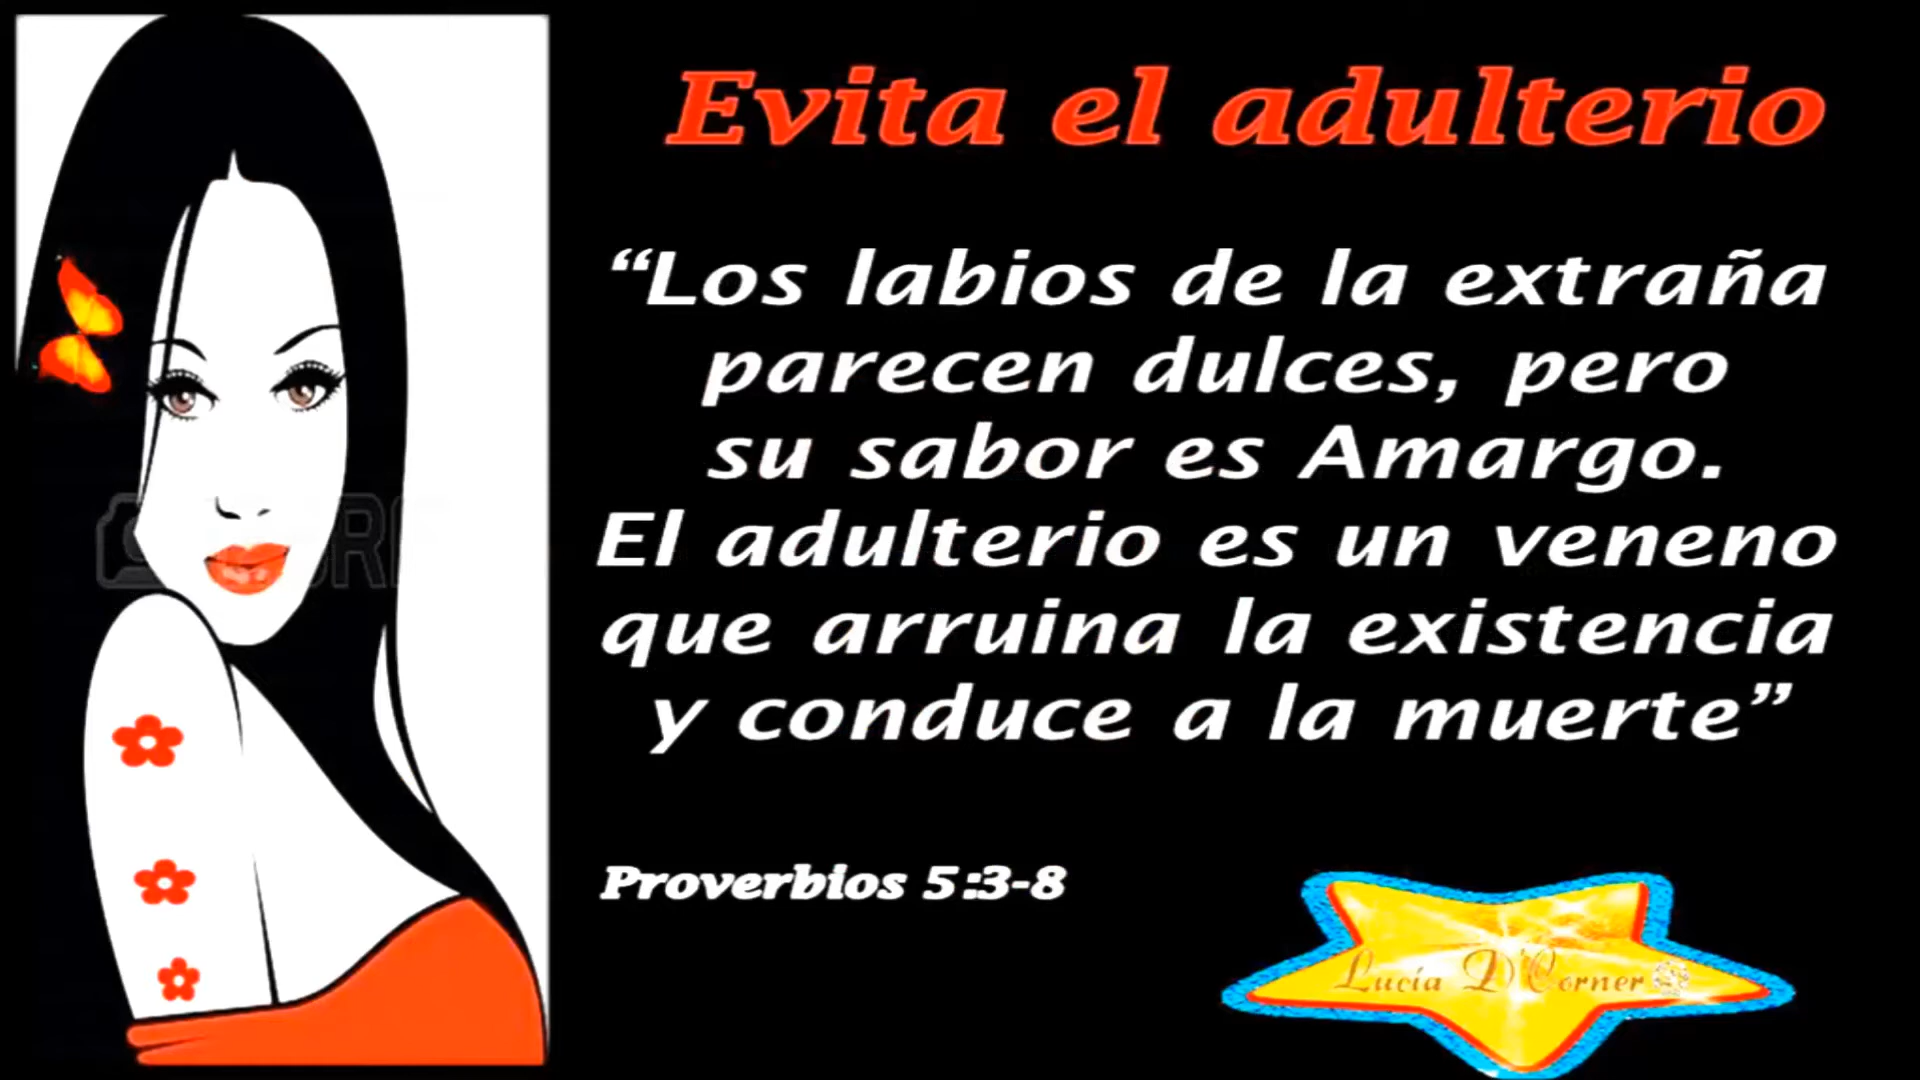 Evita el adulterio
“Los labios de la extraña
parecen dulces, pero
su sabor es Amargo.
El adulterio es un veneno
que arruina la existencia
y conduce a la muerte”
Proverbios 5:3-8
Lucía D'Corner